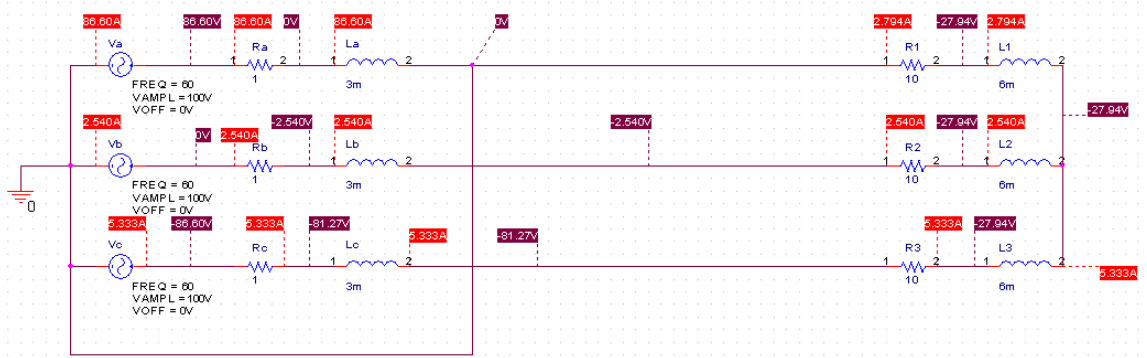 86.60A 86.60V 86.60A 0V 86.60A 0V 2.794A -27.94V 2.794A
Va Ra La R1 L1
1 2 1 2 1 2 1 2
1 3m 10 6m
FREQ = 60
VAMPL = 100V
VOFF = 0V
-27.94V
2.540A 0V 2.540A -2.540V 2.540A -2.540V 2.540A -27.94V 2.540A
Vb Rb Lb R2 L2
1 2 1 2 1 2
1 3m 10 6m
FREQ = 60
VAMPL = 100V
VOFF = 0V
0
5.333A -86.60V 5.333A -81.27V 5.333A -81.27V 5.333A -27.94V
Vc Rc Lc R3 L3
1 2 1 2 1 2
1 3m 10 6m
5.333A
FREQ = 60
VAMPL = 100V
VOFF = 0V